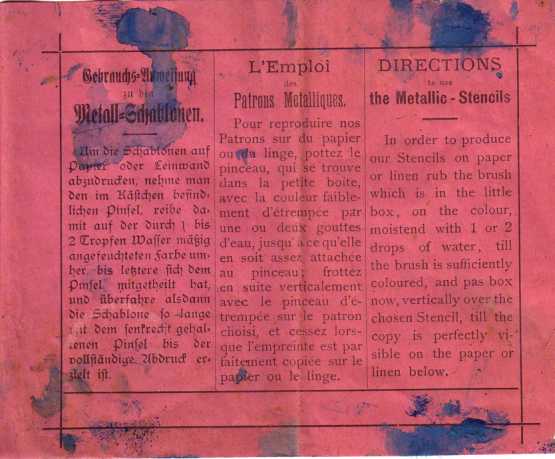 Gebrauchs-Anweisung
zu den
Metall-Schablonen.
Um die Schablonen auf
Papier oder Leinwand
abzudrucken, nehme man
den im Kästchen befind-
lichen Pinsel, reibe da-
mit auf der durch 1 bis
2 Tropfen Wasser mäßig
angefeuchteten Farbe um-
her, bis letztere sich dem
Pinsel mitgetheilt hat,
und überfahre alsdann
die Schablone so lange
mit dem senkrecht gehal-
tenen Pinsel bis der
vollständige Abdruck er-
zielt ist.
L'Emploi
des
Patrons Metalliques.
Pour reproduire nos
Patrons sur du papier
ou du linge, pottez le
pinceau, qui se trouve
dans la petite boite,
avec la couleur faible-
ment d'étrempée par
une ou deux gouttes
d'eau, jusqu'à ce qu'elle
en soit assez attachée
au pinceau; frottez
en suite verticalement
avec le pinceau d'é-
trempée sur le patron
choisi, et cessez lors-
que l'empreinte est par
faitement copiée sur le
papier ou le linge.
DIRECTIONS
to use
the Metallic - Stencils
In order to produce
our Stencils on paper
or linen rub the brush
which is in the little
box, on the colour,
moistend with 1 or 2
drops of water, till
the brush is sufficiently
coloured, and pas box
now, vertically over the
chosen Stencil, till the
copy is perfectly vi-
sible on the paper or
linen below.